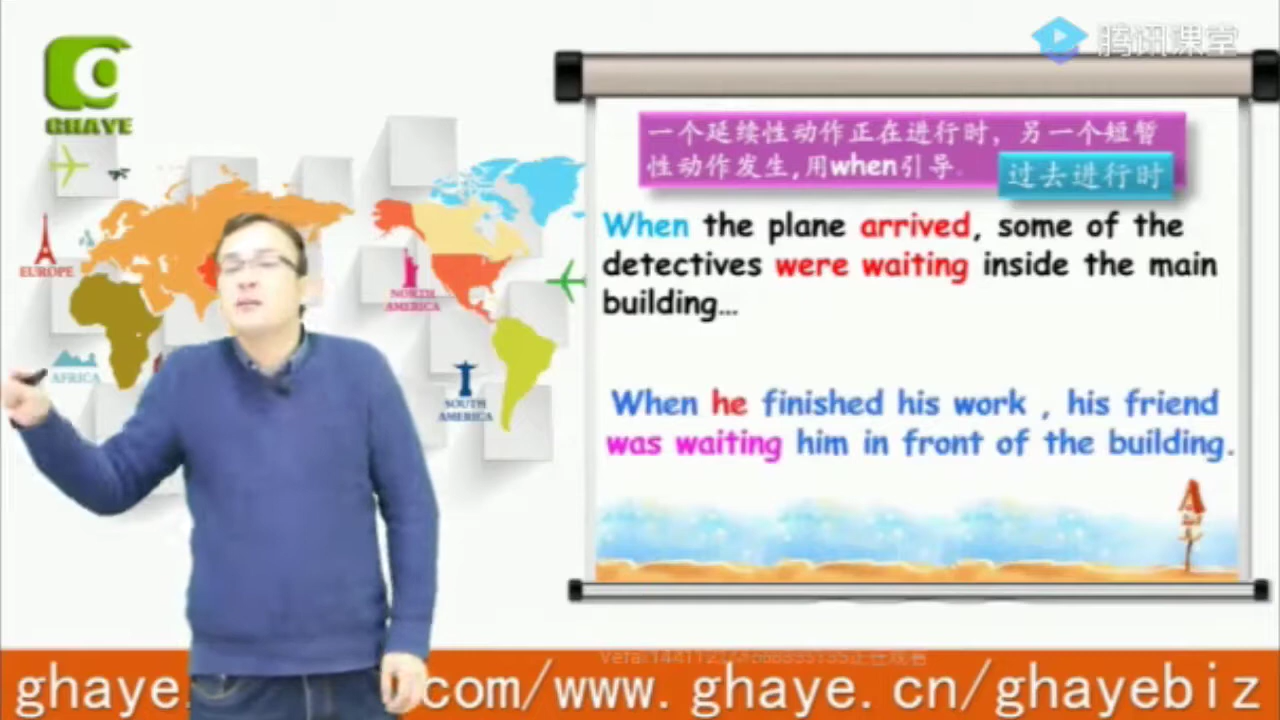 腾讯课堂
GHAYE
一个延续性动作正在进行时，另一个短暂
性动作发生,用when引导。
过去进行时
When the plane arrived, some of the
detectives were waiting inside the main
building…
When he finished his work , his friend
was waiting him in front of the building.
EUROPE
NORTH
AMERICA
AFRICA
SOUTH
AMERICA
ghaye. com/www.ghaye.cn/ghayebiz